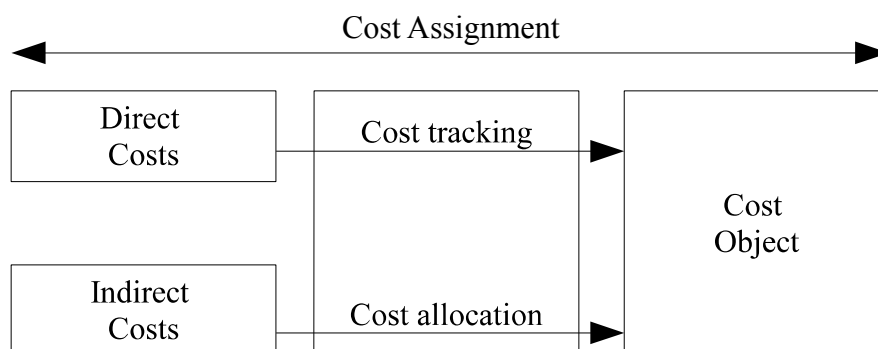 Cost Assignment
Direct
Costs
Cost tracking
Cost
Object
Indirect
Costs
Cost allocation